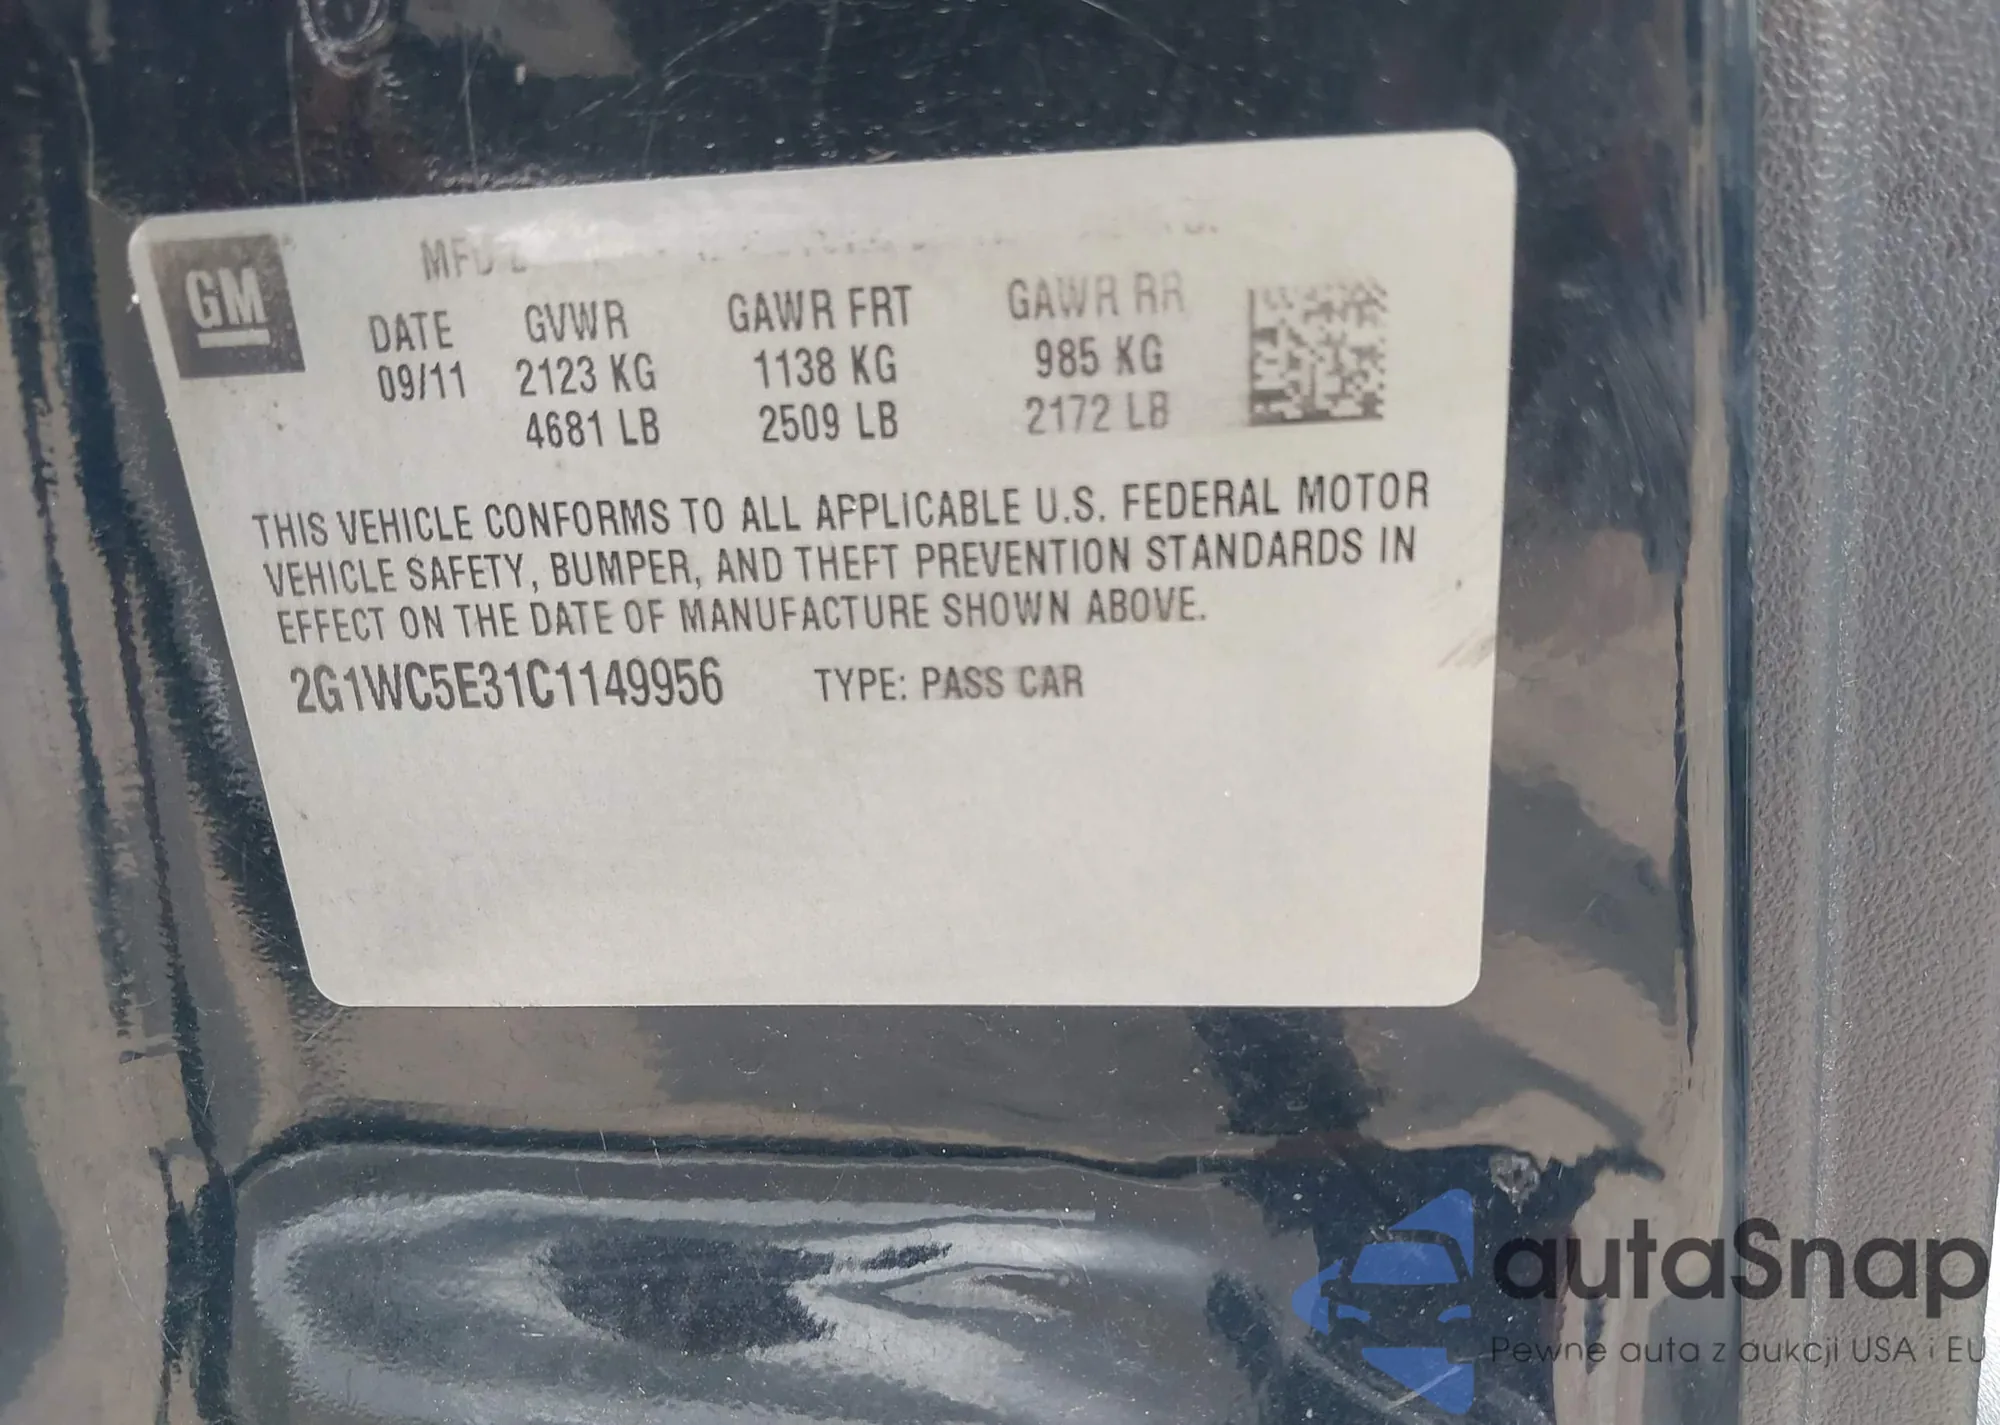 GM
DATE GVWR GAWR FRT GAWR RR
09/11 2123 KG 1138 KG 985 KG
4681 LB 2509 LB 2172 LB
THIS VEHICLE CONFORMS TO ALL APPLICABLE U.S. FEDERAL MOTOR
VEHICLE SAFETY, BUMPER, AND THEFT PREVENTION STANDARDS IN
EFFECT ON THE DATE OF MANUFACTURE SHOWN ABOVE.
2G1WC5E31C1149956 TYPE: PASS CAR
autaSnap
Pewne auta z aukcji USA i EU